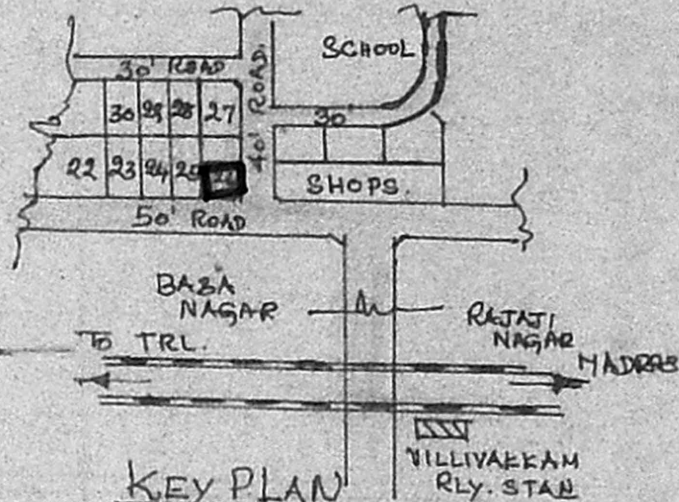 SCHOOL
30' ROAD
40' ROAD
30 29 28 27
30'
22 23 24 25
SHOPS.
50' ROAD
BABA
NAGAR
RAJAJI
NAGAR
TO TRL.
MADRAS
VILLIVAKKAM
RLY. STAN
KEY PLAN